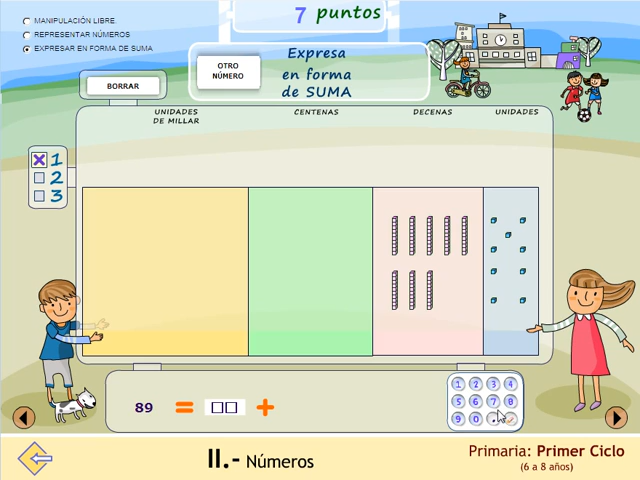 7 puntos
MANIPULACIÓN LIBRE.
REPRESENTAR NÚMEROS
EXPRESAR EN FORMA DE SUMA
BORRAR
OTRO
NÚMERO
Expresa
en forma
de SUMA
UNIDADES
DE MILLAR
CENTENAS
DECENAS
UNIDADES
1
2
3
89 = □□ +
1 2 3 4
5 6 7 8
9 0 .
II.- Números
Primaria: Primer Ciclo
(6 a 8 años)